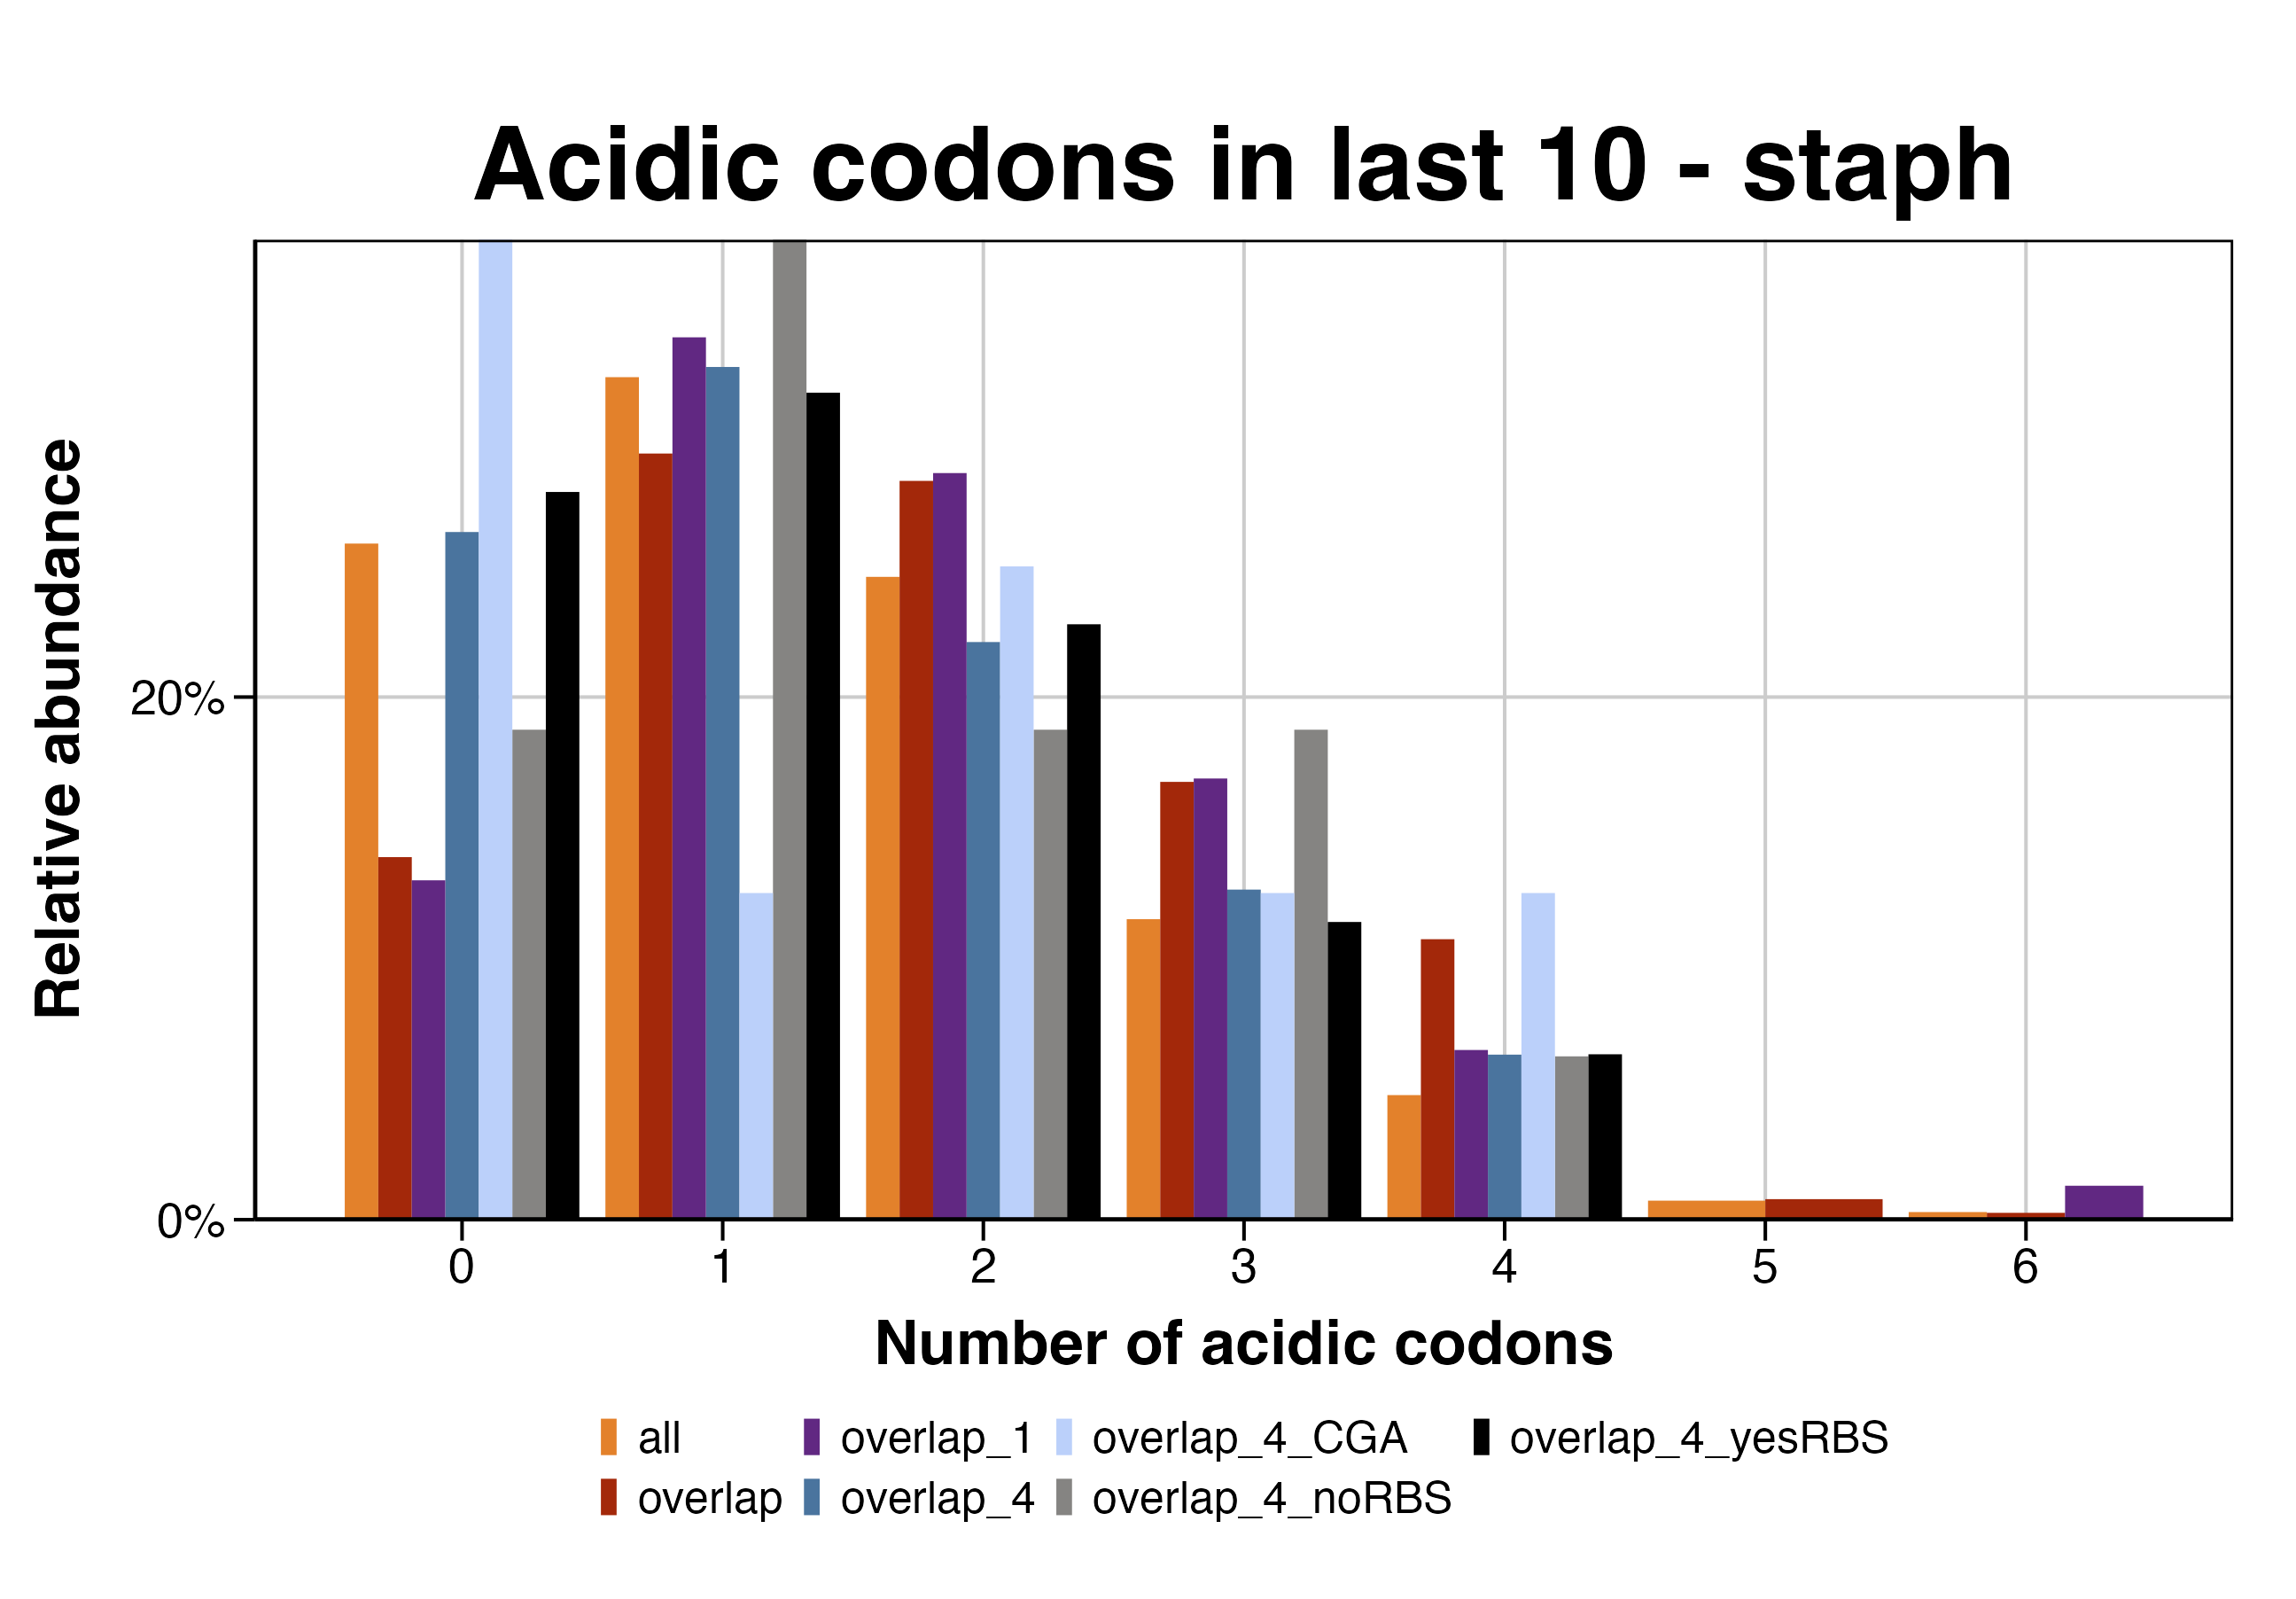 Acidic codons in last 10 - staph
Relative abundance
20%
0%
0 1 2 3 4 5 6
Number of acidic codons
all overlap_1 overlap_4_CGA overlap_4_yesRBS
overlap overlap_4 overlap_4_noRBS